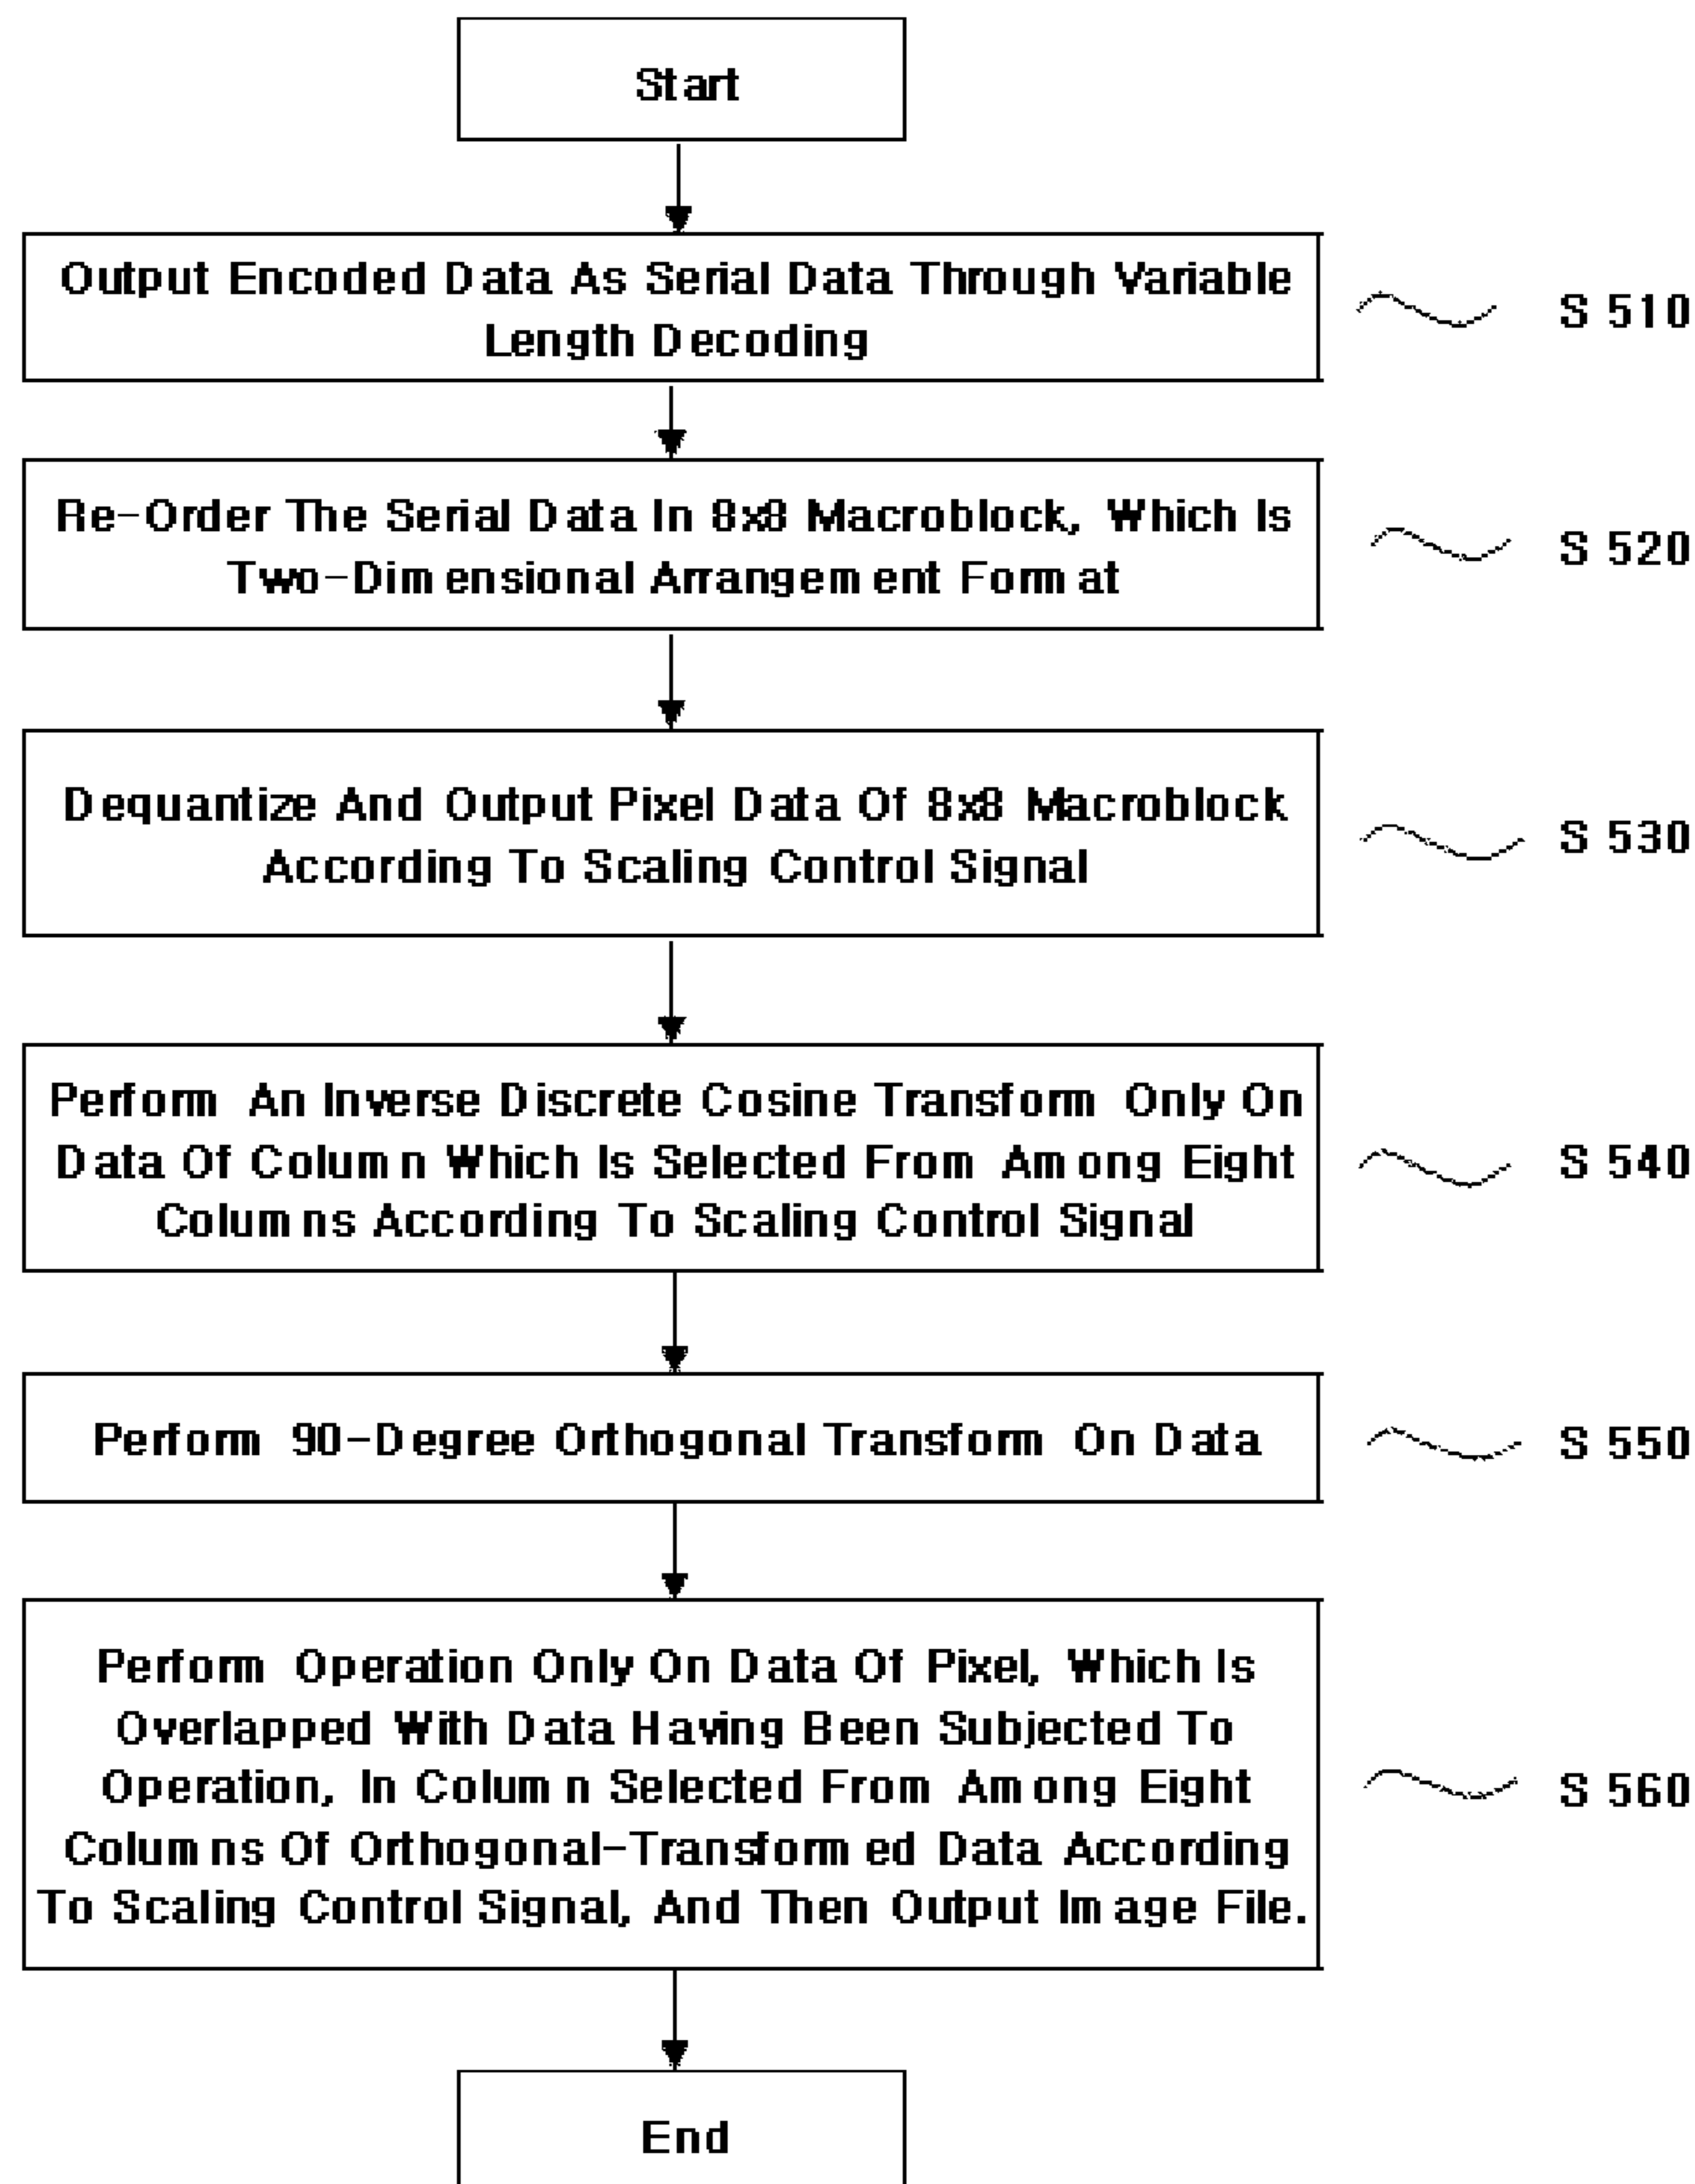 Start
Output Encoded Data As Serial Data Through Variable
Length Decoding
S 510
Re-Order The Serial Data In 8x8 Macroblock, Which Is
Two-Dimensional Arrangement Format
S 520
Dequantize And Output Pixel Data Of 8x8 Macroblock
According To Scaling Control Signal
S 530
Perform An Inverse Discrete Cosine Transform Only On
Data Of Column Which Is Selected From Among Eight
Columns According To Scaling Control Signal
S 540
Perform 90-Degree Orthogonal Transform On Data
S 550
Perform Operation Only On Data Of Pixel, Which Is
Overlapped With Data Having Been Subjected To
Operation, In Column Selected From Among Eight
Columns Of Orthogonal-Transformed Data According
To Scaling Control Signal, And Then Output Image File.
S 560
End